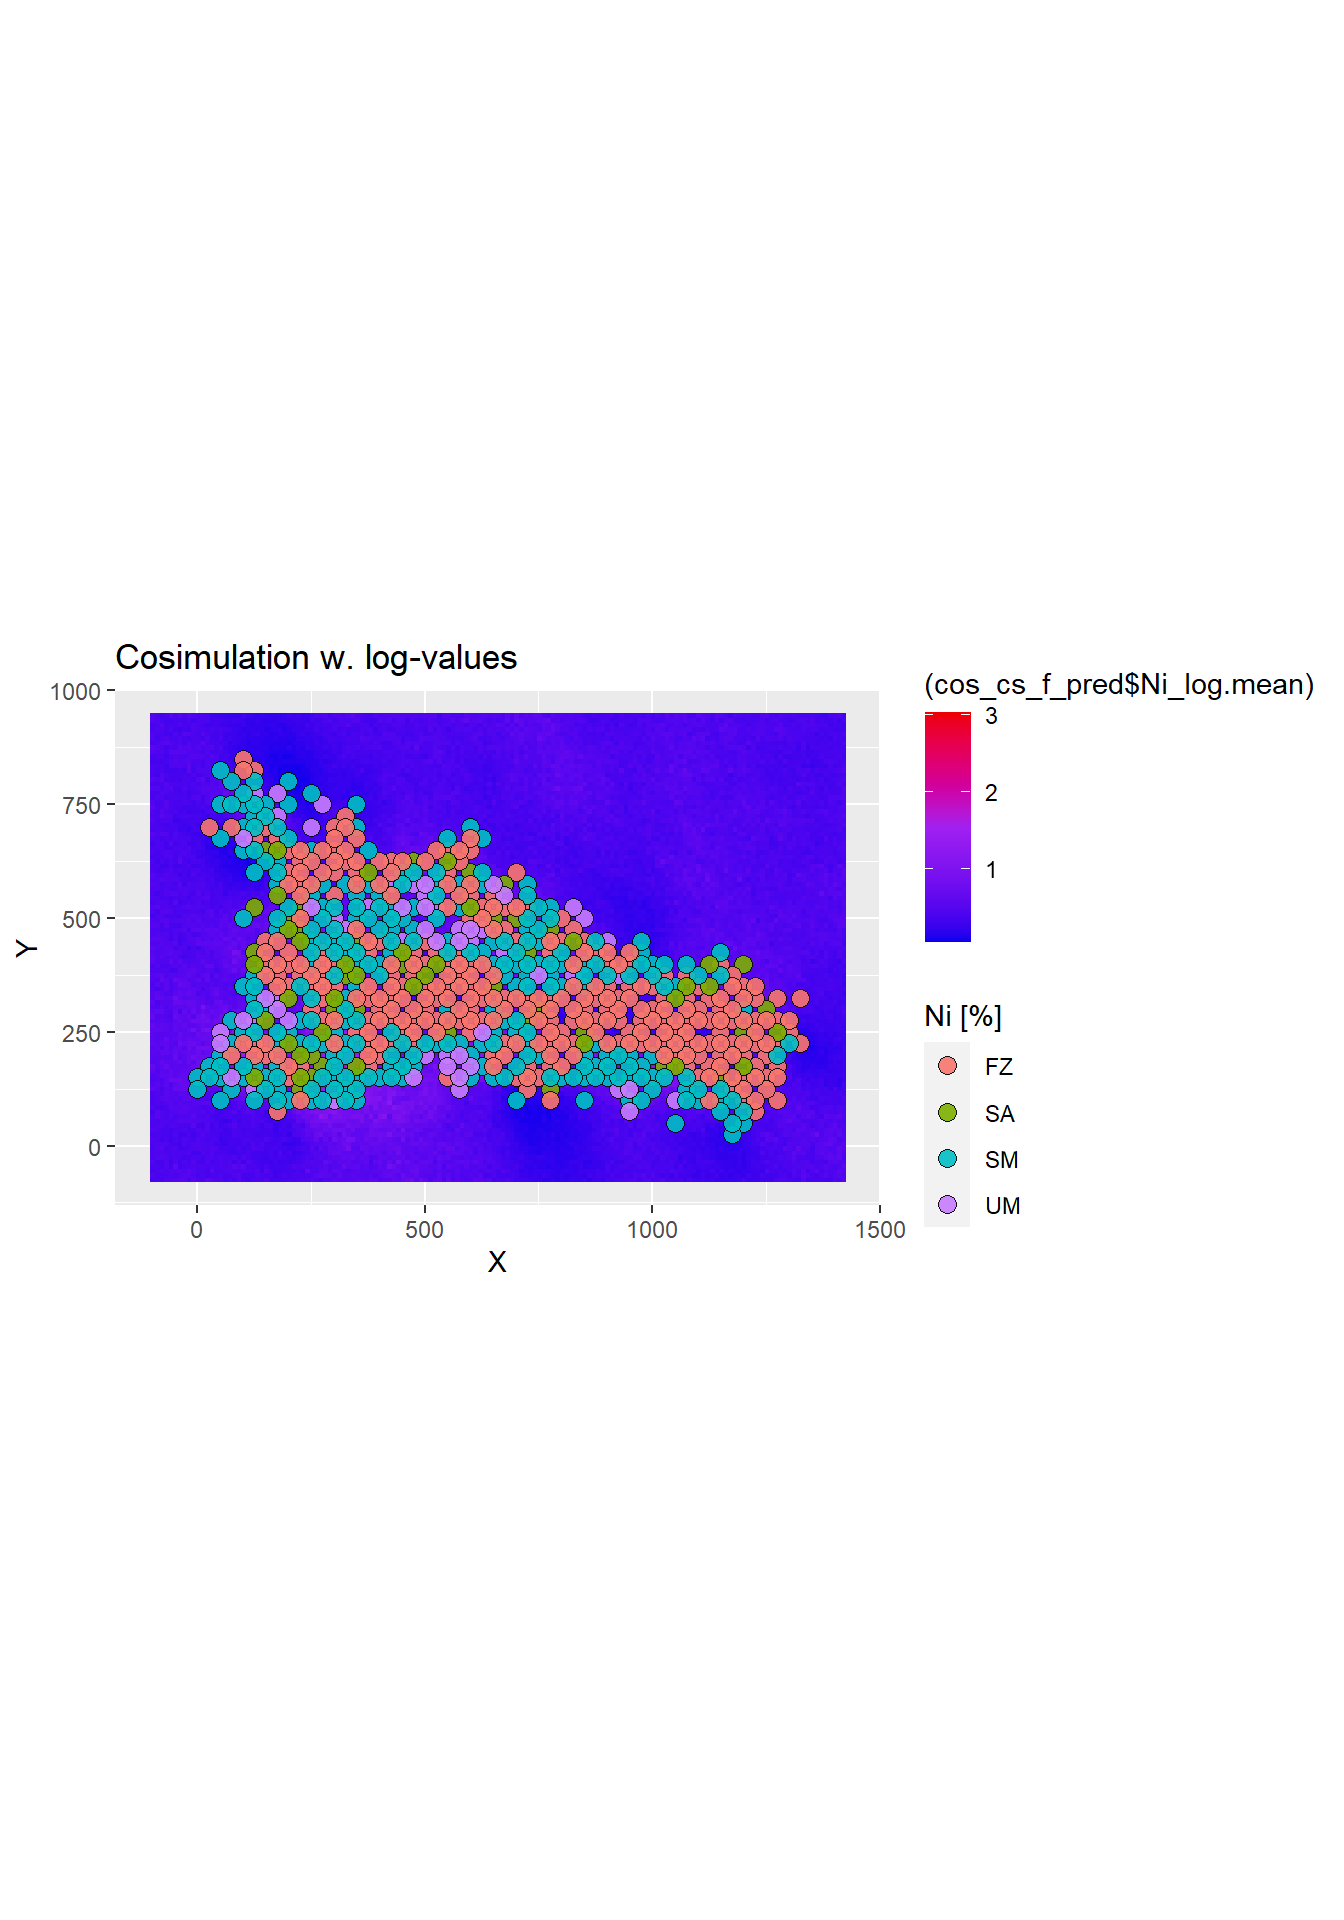 Cosimulation w. log-values
1000
750
500
250
0
Y
0
500
1000
1500
X
(cos_cs_f_pred$Ni_log.mean)
3
2
1
Ni [%]
FZ
SA
SM
UM